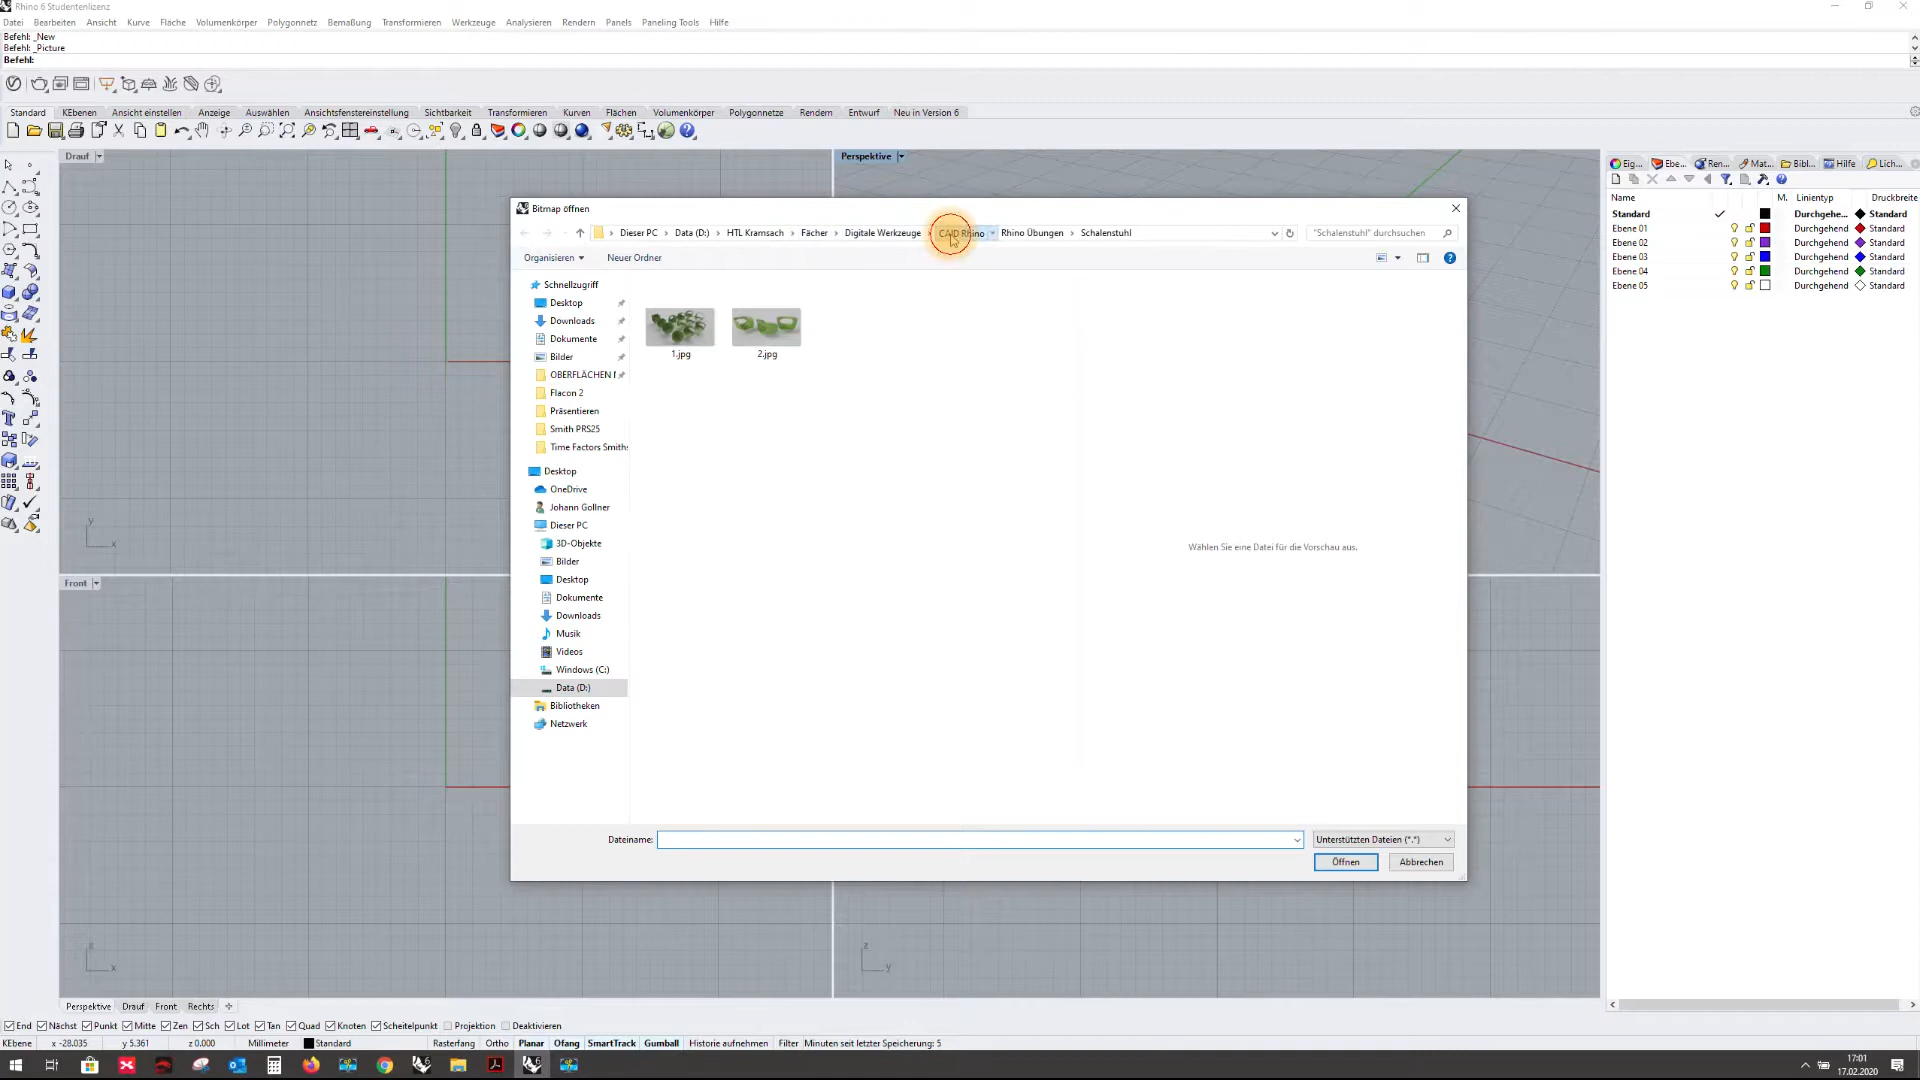 Rhino 6 Studentenlizenz
Datei Bearbeiten Ansicht Kurve Fläche Volumenkörper Polygonnetz Bemaßung Transformieren Werkzeuge Analysieren Rendern Panels Paneling Tools Hilfe
Befehl: _New
Befehl: _Picture
Befehl:
Standard KEbenen Ansicht einstellen Anzeige Auswählen Ansichtsfenstereinstellung Sichtbarkeit Transformieren Kurven Flächen Volumenkörper Polygonnetze Rendern Entwurf Neu in Version 6
Drauf
Perspektive
Eig... Ebe... Ren... Mat... Bibl... Hilfe Lich...
Name M. Linientyp Druckbreite
Standard Durchgehe... Standard
Ebene 01 Durchgehend Standard
Ebene 02 Durchgehend Standard
Ebene 03 Durchgehend Standard
Ebene 04 Durchgehend Standard
Ebene 05 Durchgehend Standard
Bitmap öffnen
Dieser PC Data (D:) HTL Kramsach Fächer Digitale Werkzeuge CAID Rhino Rhino Übungen Schalenstuhl
"Schalenstuhl" durchsuchen
Organisieren Neuer Ordner
Schnellzugriff
Desktop
Downloads
Dokumente
Bilder
OBERFLÄCHEN
Flacon 2
Präsentieren
Smith PRS25
Time Factors Smiths
Desktop
OneDrive
Johann Gollner
Dieser PC
3D-Objekte
Bilder
Desktop
Dokumente
Downloads
Musik
Videos
Windows (C:)
Data (D:)
Bibliotheken
Netzwerk
1.jpg 2.jpg
Wählen Sie eine Datei für die Vorschau aus.
Dateiname:
Unterstützten Dateien (*.*)
Öffnen Abbrechen
y
x
Front
z
x
z
y
Perspektive Drauf Front Rechts
End Nächst Punkt Mitte Zen Sch Lot Tan Quad Knoten Scheitelpunkt Projektion Deaktivieren
KEbene x -28.035 y 5.361 z 0.000 Millimeter Standard Rasterfang Ortho Planar Ofang SmartTrack Gumball Historie aufnehmen Filter Minuten seit letzter Speicherung: 5
17:01
17.02.2020